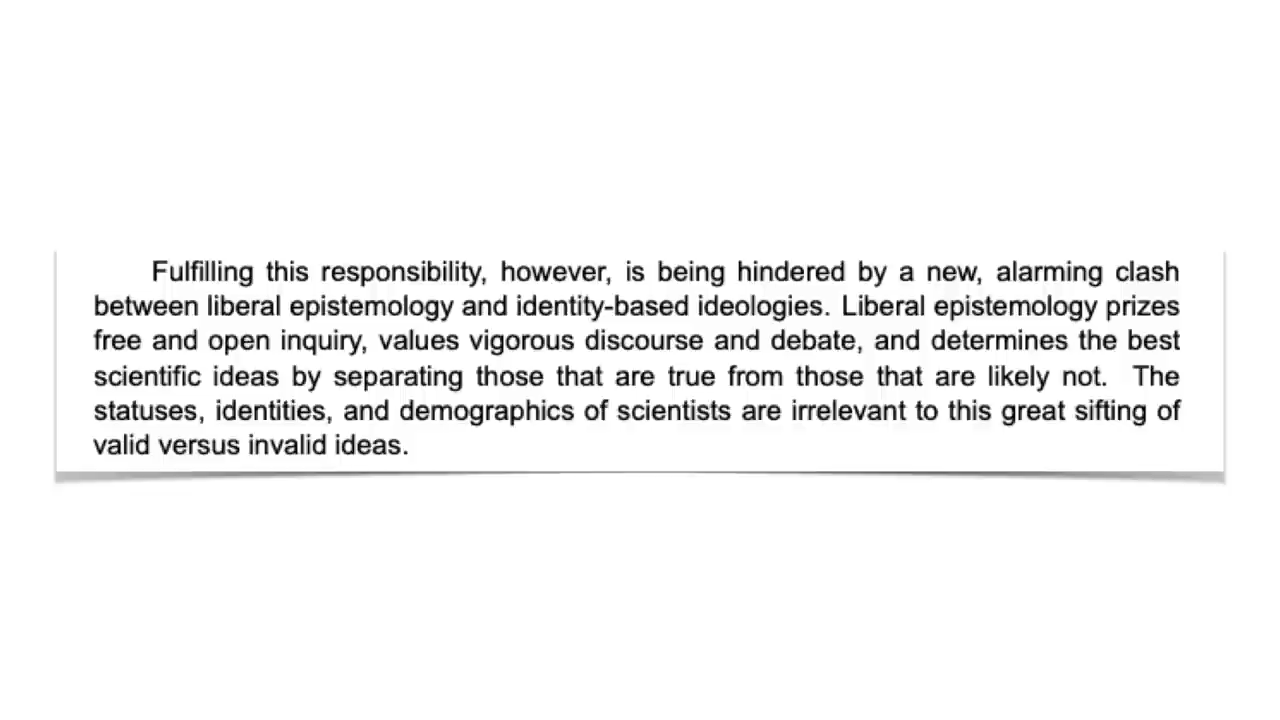 Fulfilling this responsibility, however, is being hindered by a new, alarming clash
between liberal epistemology and identity-based ideologies. Liberal epistemology prizes
free and open inquiry, values vigorous discourse and debate, and determines the best
scientific ideas by separating those that are true from those that are likely not. The
statuses, identities, and demographics of scientists are irrelevant to this great sifting of
valid versus invalid ideas.